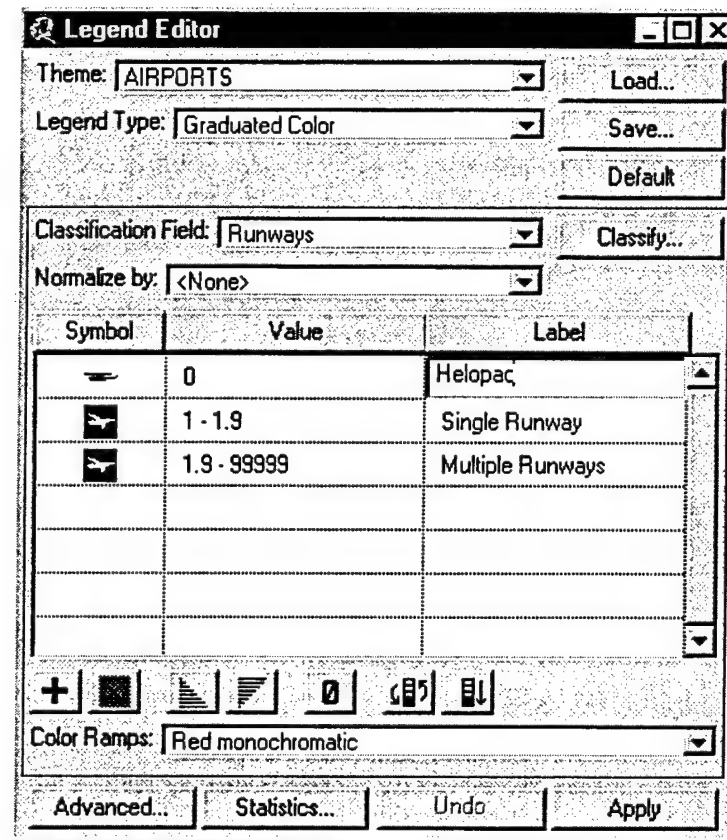 Legend Editor
Theme: AIRPORTS
Load...
Legend Type: Graduated Color
Save...
Default
Classification Field: Runways
Classify...
Normalize by: <None>
Symbol Value Label
0 Helopac
1 - 1.9 Single Runway
1.9 - 99999 Multiple Runways
0
Color Ramps: Red monochromatic
Advanced... Statistics... Undo Apply